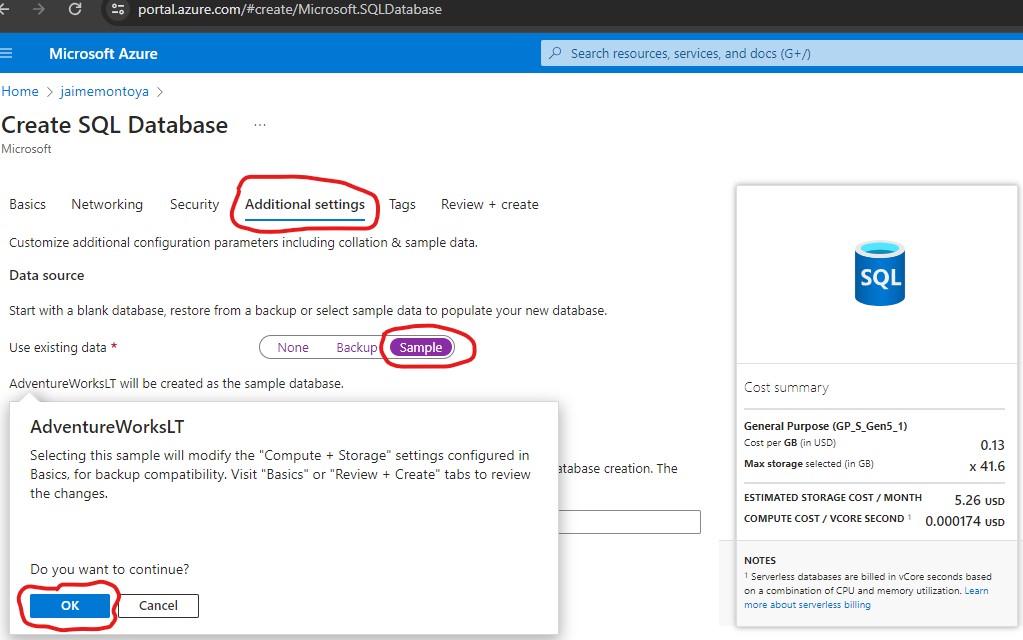 portal.azure.com/#create/Microsoft.SQLDatabase
Microsoft Azure
Search resources, services, and docs (G+/)
Home > jaimemontoya >
Create SQL Database ...
Microsoft
Basics Networking Security Additional settings Tags Review + create
Customize additional configuration parameters including collation & sample data.
Data source
Start with a blank database, restore from a backup or select sample data to populate your new database.
Use existing data *
None Backup Sample
AdventureWorksLT will be created as the sample database.
AdventureWorksLT
Selecting this sample will modify the "Compute + Storage" settings configured in
Basics, for backup compatibility. Visit "Basics" or "Review + Create" tabs to review
the changes.
Do you want to continue?
OK Cancel
atabase creation. The
SQL
Cost summary
General Purpose (GP_S_Gen5_1)
Cost per GB (in USD) 0.13
Max storage selected (in GB) x 41.6
ESTIMATED STORAGE COST / MONTH 5.26 USD
COMPUTE COST / VCORE SECOND ¹ 0.000174 USD
NOTES
¹ Serverless databases are billed in vCore seconds based
on a combination of CPU and memory utilization. Learn
more about serverless billing